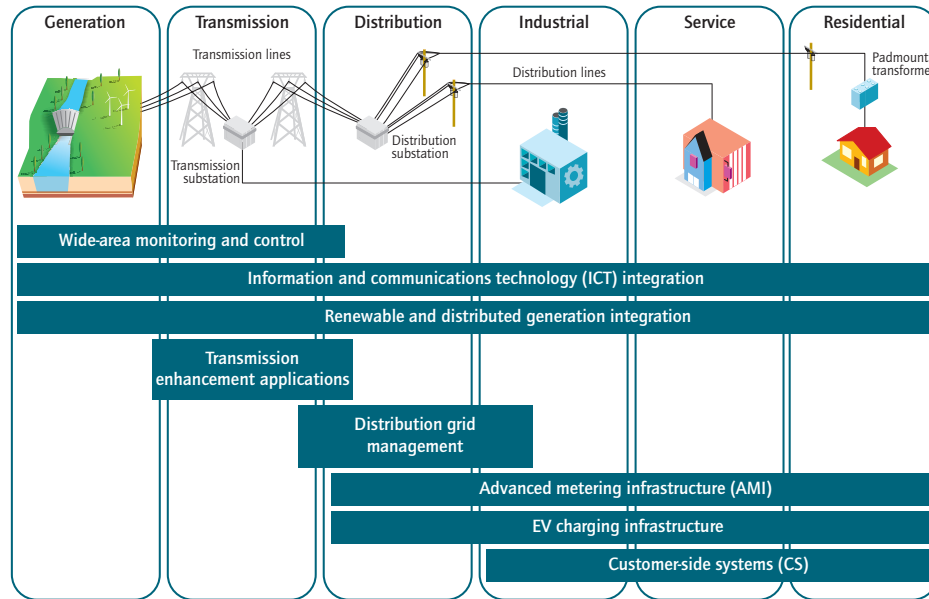 Generation
Transmission
Distribution
Industrial
Service
Residential
Transmission lines
Distribution lines
Padmount
transformer
Transmission
substation
Distribution
substation
Wide-area monitoring and control
Information and communications technology (ICT) integration
Renewable and distributed generation integration
Transmission
enhancement applications
Distribution grid
management
Advanced metering infrastructure (AMI)
EV charging infrastructure
Customer-side systems (CS)